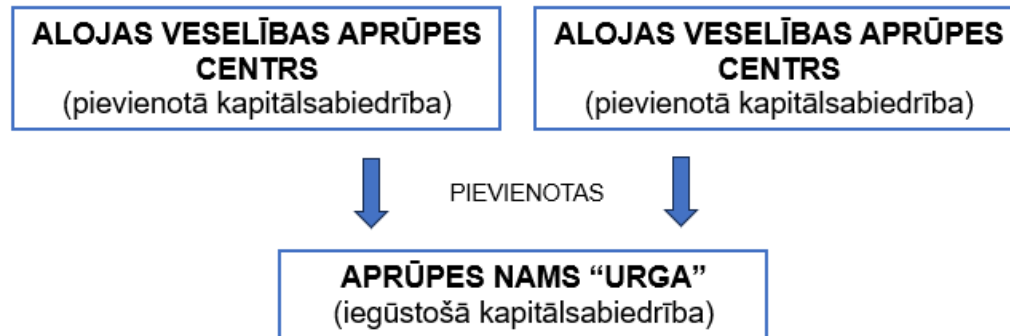 ALOJAS VESELĪBAS APRŪPES
CENTRS
(pievienotā kapitālsabiedrība)
ALOJAS VESELĪBAS APRŪPES
CENTRS
(pievienotā kapitālsabiedrība)
PIEVIENOTAS
APRŪPES NAMS “URGA”
(iegūstošā kapitālsabiedrība)